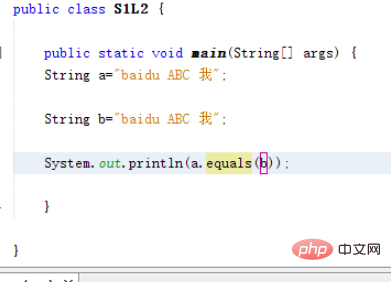 public class S1L2 {
public static void main(String[] args) {
String a="baidu ABC 我";
String b="baidu ABC 我";
System.out.println(a.equals(b));
}
}
php 中文网